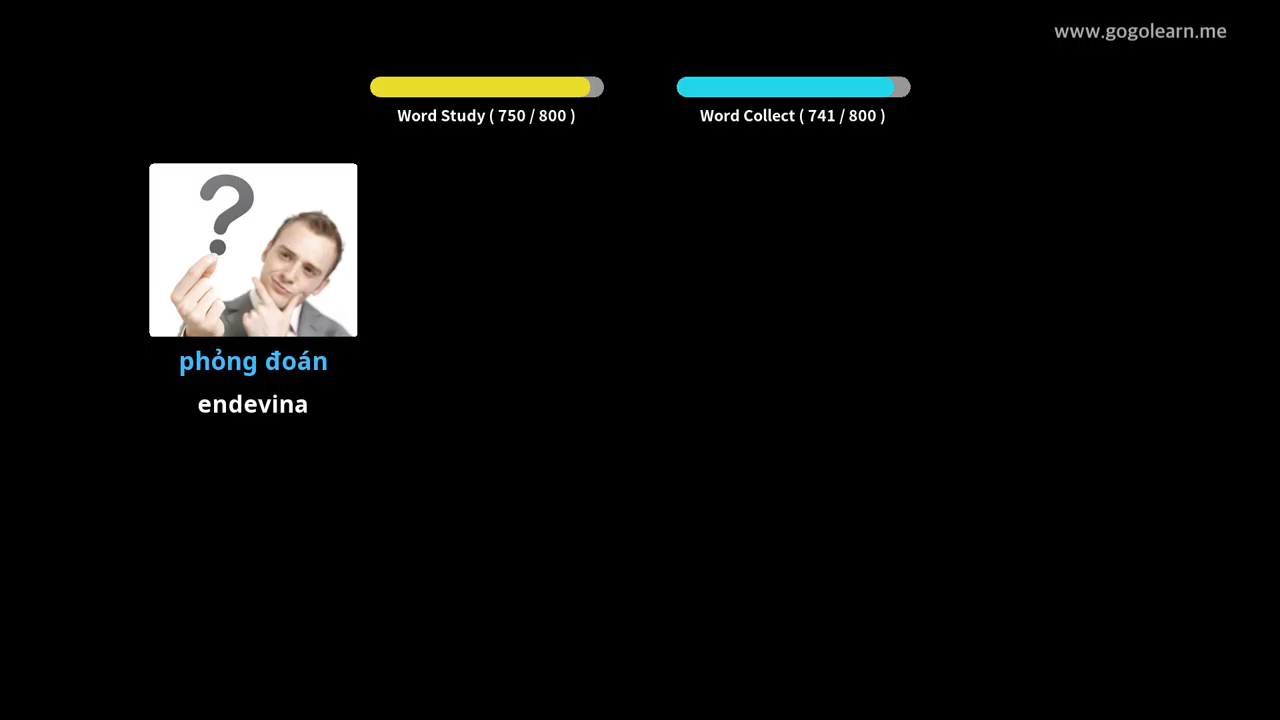 www.gogolearn.me
Word Study ( 750 / 800 )
Word Collect ( 741 / 800 )
phỏng đoán
endevina